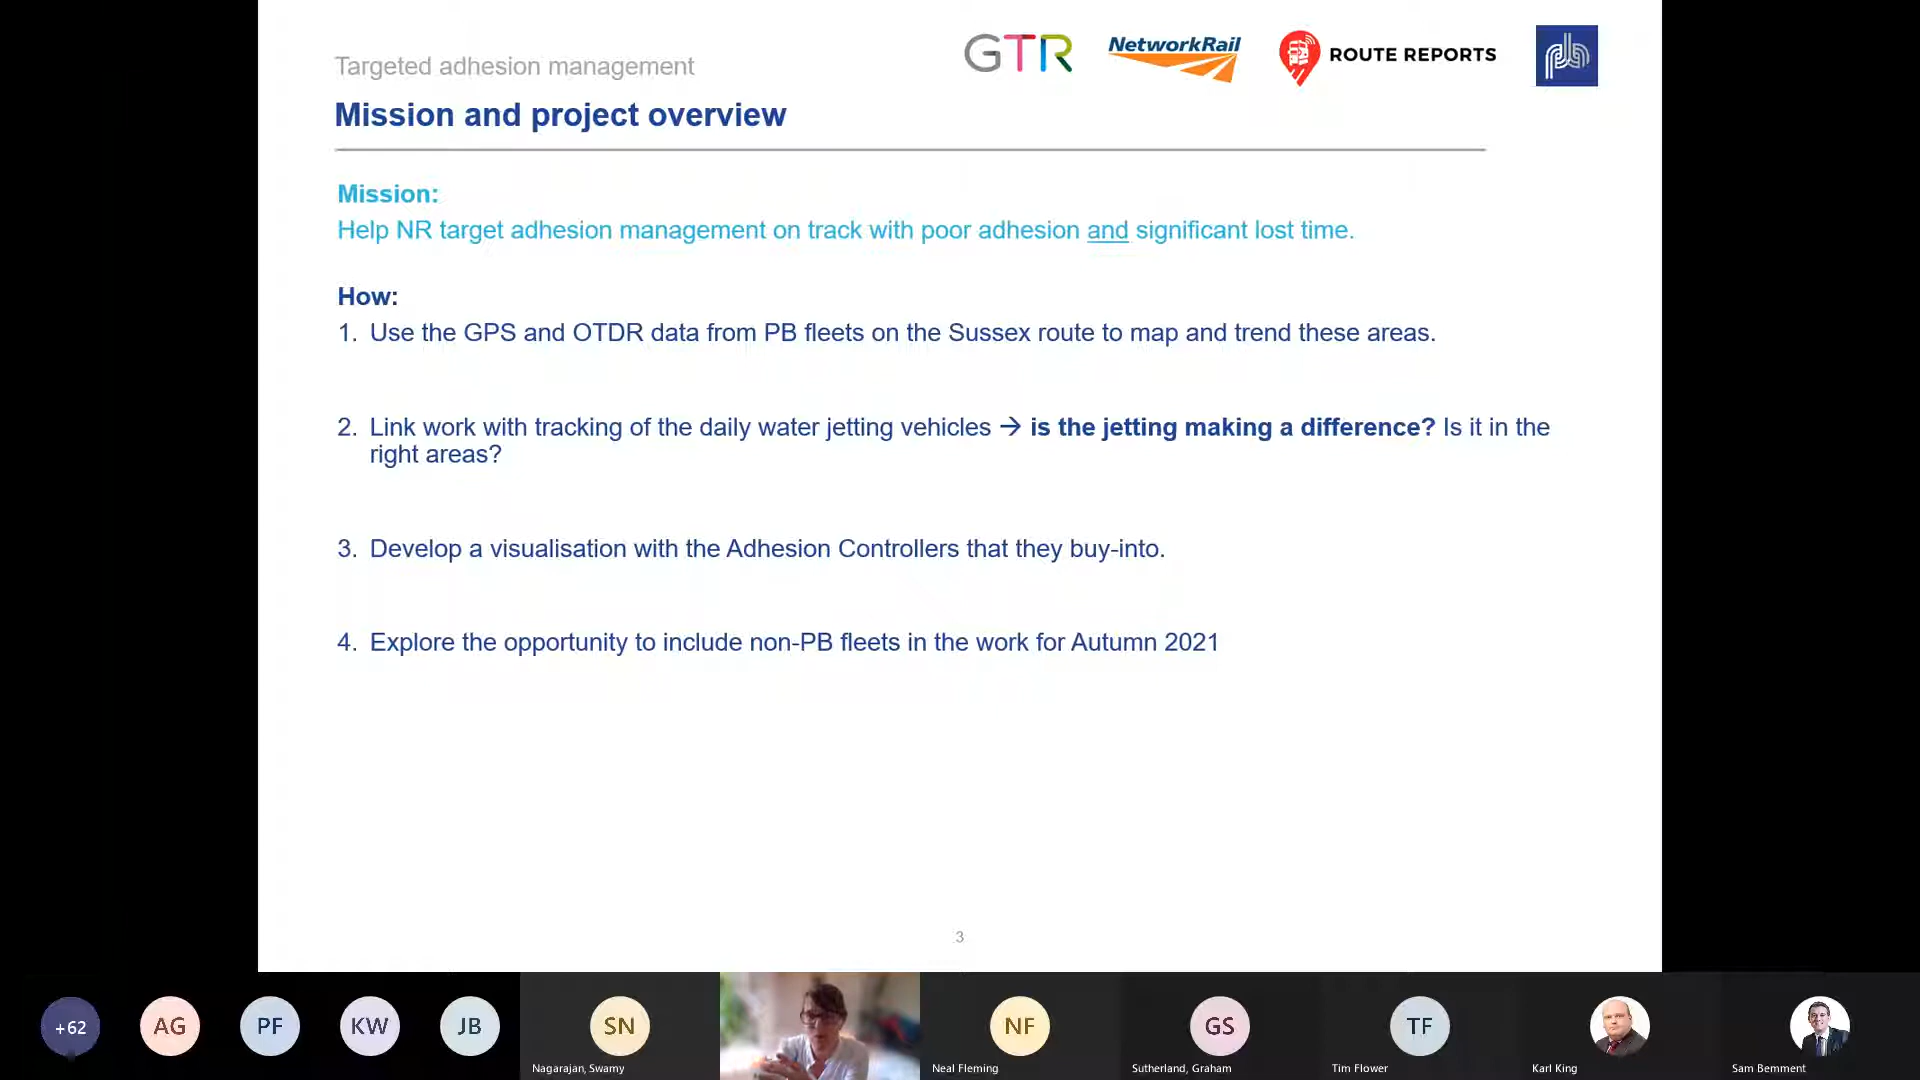 Targeted adhesion management
GTR
NetworkRail
ROUTE REPORTS
Mission and project overview
Mission:
Help NR target adhesion management on track with poor adhesion and significant lost time.
How:
1. Use the GPS and OTDR data from PB fleets on the Sussex route to map and trend these areas.
2. Link work with tracking of the daily water jetting vehicles → is the jetting making a difference? Is it in the
right areas?
3. Develop a visualisation with the Adhesion Controllers that they buy-into.
4. Explore the opportunity to include non-PB fleets in the work for Autumn 2021
3
+62
AG
PF
KW
JB
SN
NF
GS
TF
Nagarajan, Swamy
Neal Fleming
Sutherland, Graham
Tim Flower
Karl King
Sam Bemment